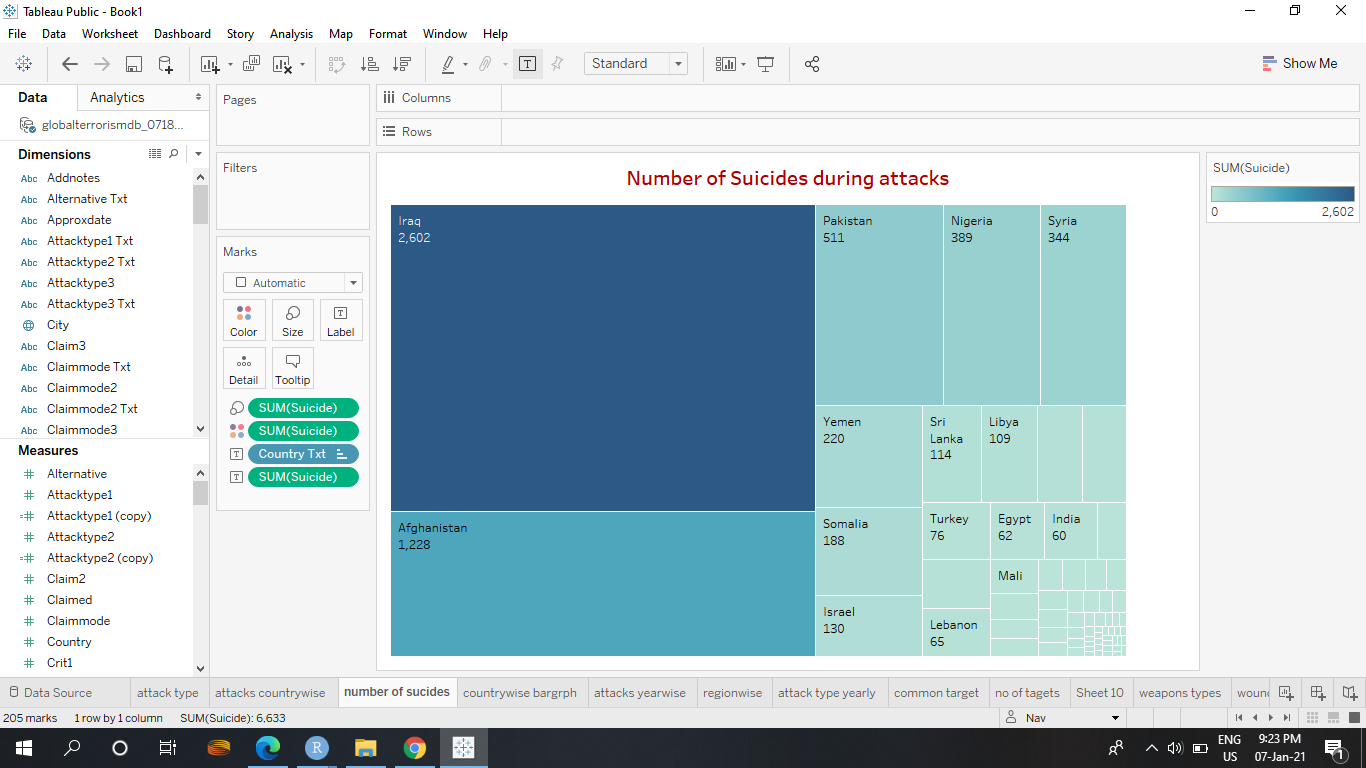 Tableau Public - Book1
File Data Worksheet Dashboard Story Analysis Map Format Window Help
Standard
Show Me
Data Analytics
globalterrorismdb_0718...
Dimensions
Abc Addnotes
Abc Alternative Txt
Abc Approxdate
Abc Attacktype1 Txt
Abc Attacktype2 Txt
Abc Attacktype3
Abc Attacktype3 Txt
City
Abc Claim3
Abc Claimmode Txt
Abc Claimmode2
Abc Claimmode2 Txt
Abc Claimmode3
Measures
Alternative
Attacktype1
Attacktype1 (copy)
Attacktype2
Attacktype2 (copy)
Claim2
Claimed
Claimmode
Country
Crit1
Pages
Filters
Marks
Automatic
Color Size Label
Detail Tooltip
SUM(Suicide)
SUM(Suicide)
Country Txt
SUM(Suicide)
Columns
Rows
Number of Suicides during attacks
Iraq
2,602
Afghanistan
1,228
Pakistan
511
Nigeria
389
Syria
344
Yemen
220
Somalia
188
Israel
130
Sri
Lanka
114
Libya
109
Turkey
76
Egypt
62
India
60
Mali
Lebanon
65
SUM(Suicide)
0 2,602
Data Source attack type attacks countrywise number of sucides countrywise bargrph attacks yearwise regionwise attack type yearly common target no of tagets Sheet 10 weapons types woun
205 marks 1 row by 1 column SUM(Suicide): 6,633
Nav
R
ENG
US
9:23 PM
07-Jan-21
1